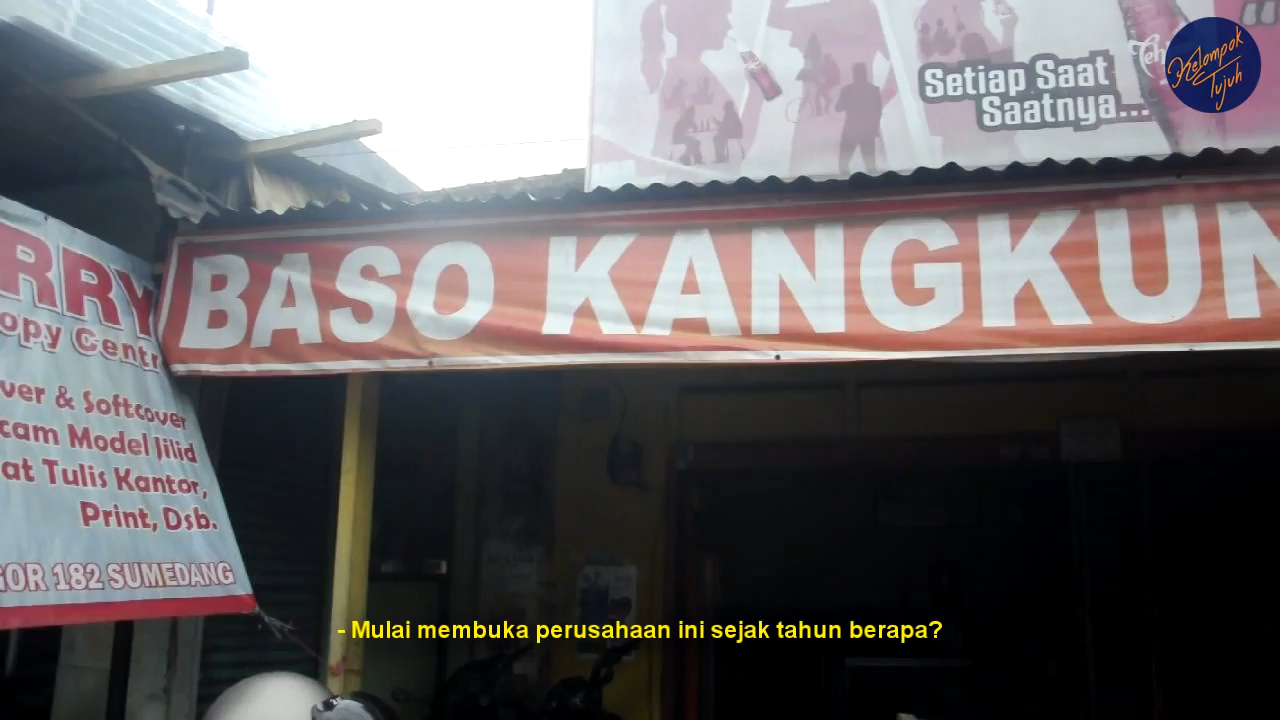 Setiap Saat
Saatnya...
Teh
Kelompok
Tujuh
BASO KANGKUN
RRY
opy Centr
ver & Softcover
cam Model Jilid
at Tulis Kantor,
Print, Dsb.
GOR 182 SUMEDANG
- Mulai membuka perusahaan ini sejak tahun berapa?